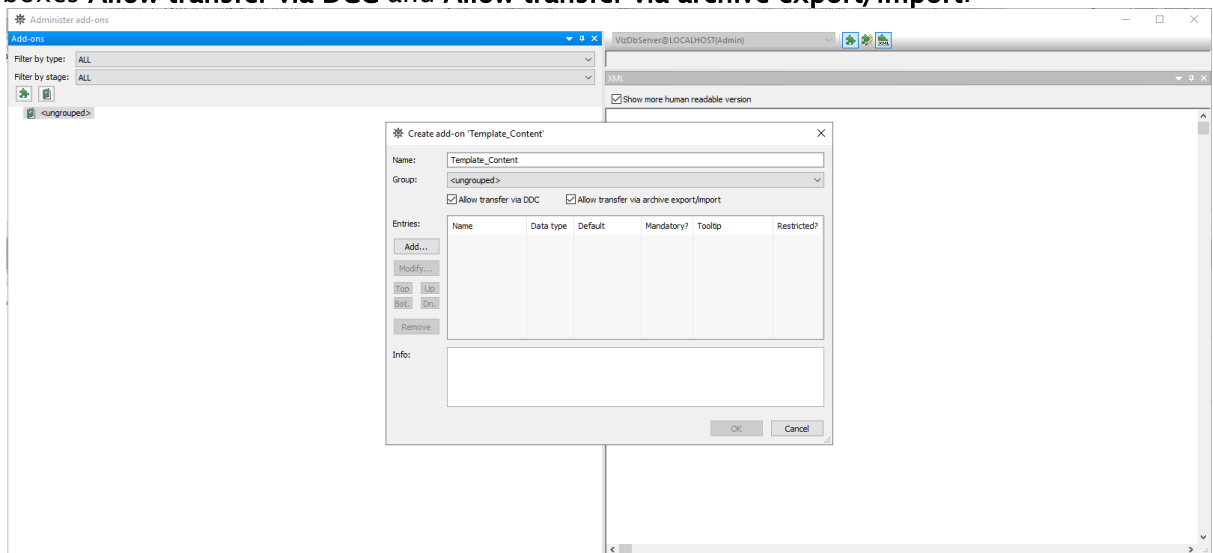 boxes Allow transfer via DDC and Allow transfer via archive export/import.
Administer add-ons
Add-ons
VizDbServer@LOCALHOST(Admin)
XML
Filter by type: ALL
Filter by stage: ALL
XML
Show more human readable version
<ungrouped>
Create add-on 'Template_Content'
Name: Template_Content
Group: <ungrouped>
Allow transfer via DDC Allow transfer via archive export/import
Entries: Name Data type Default Mandatory? Tooltip Restricted?
Add...
Modify...
Top Up
Bot. Dn.
Remove
Info:
OK Cancel